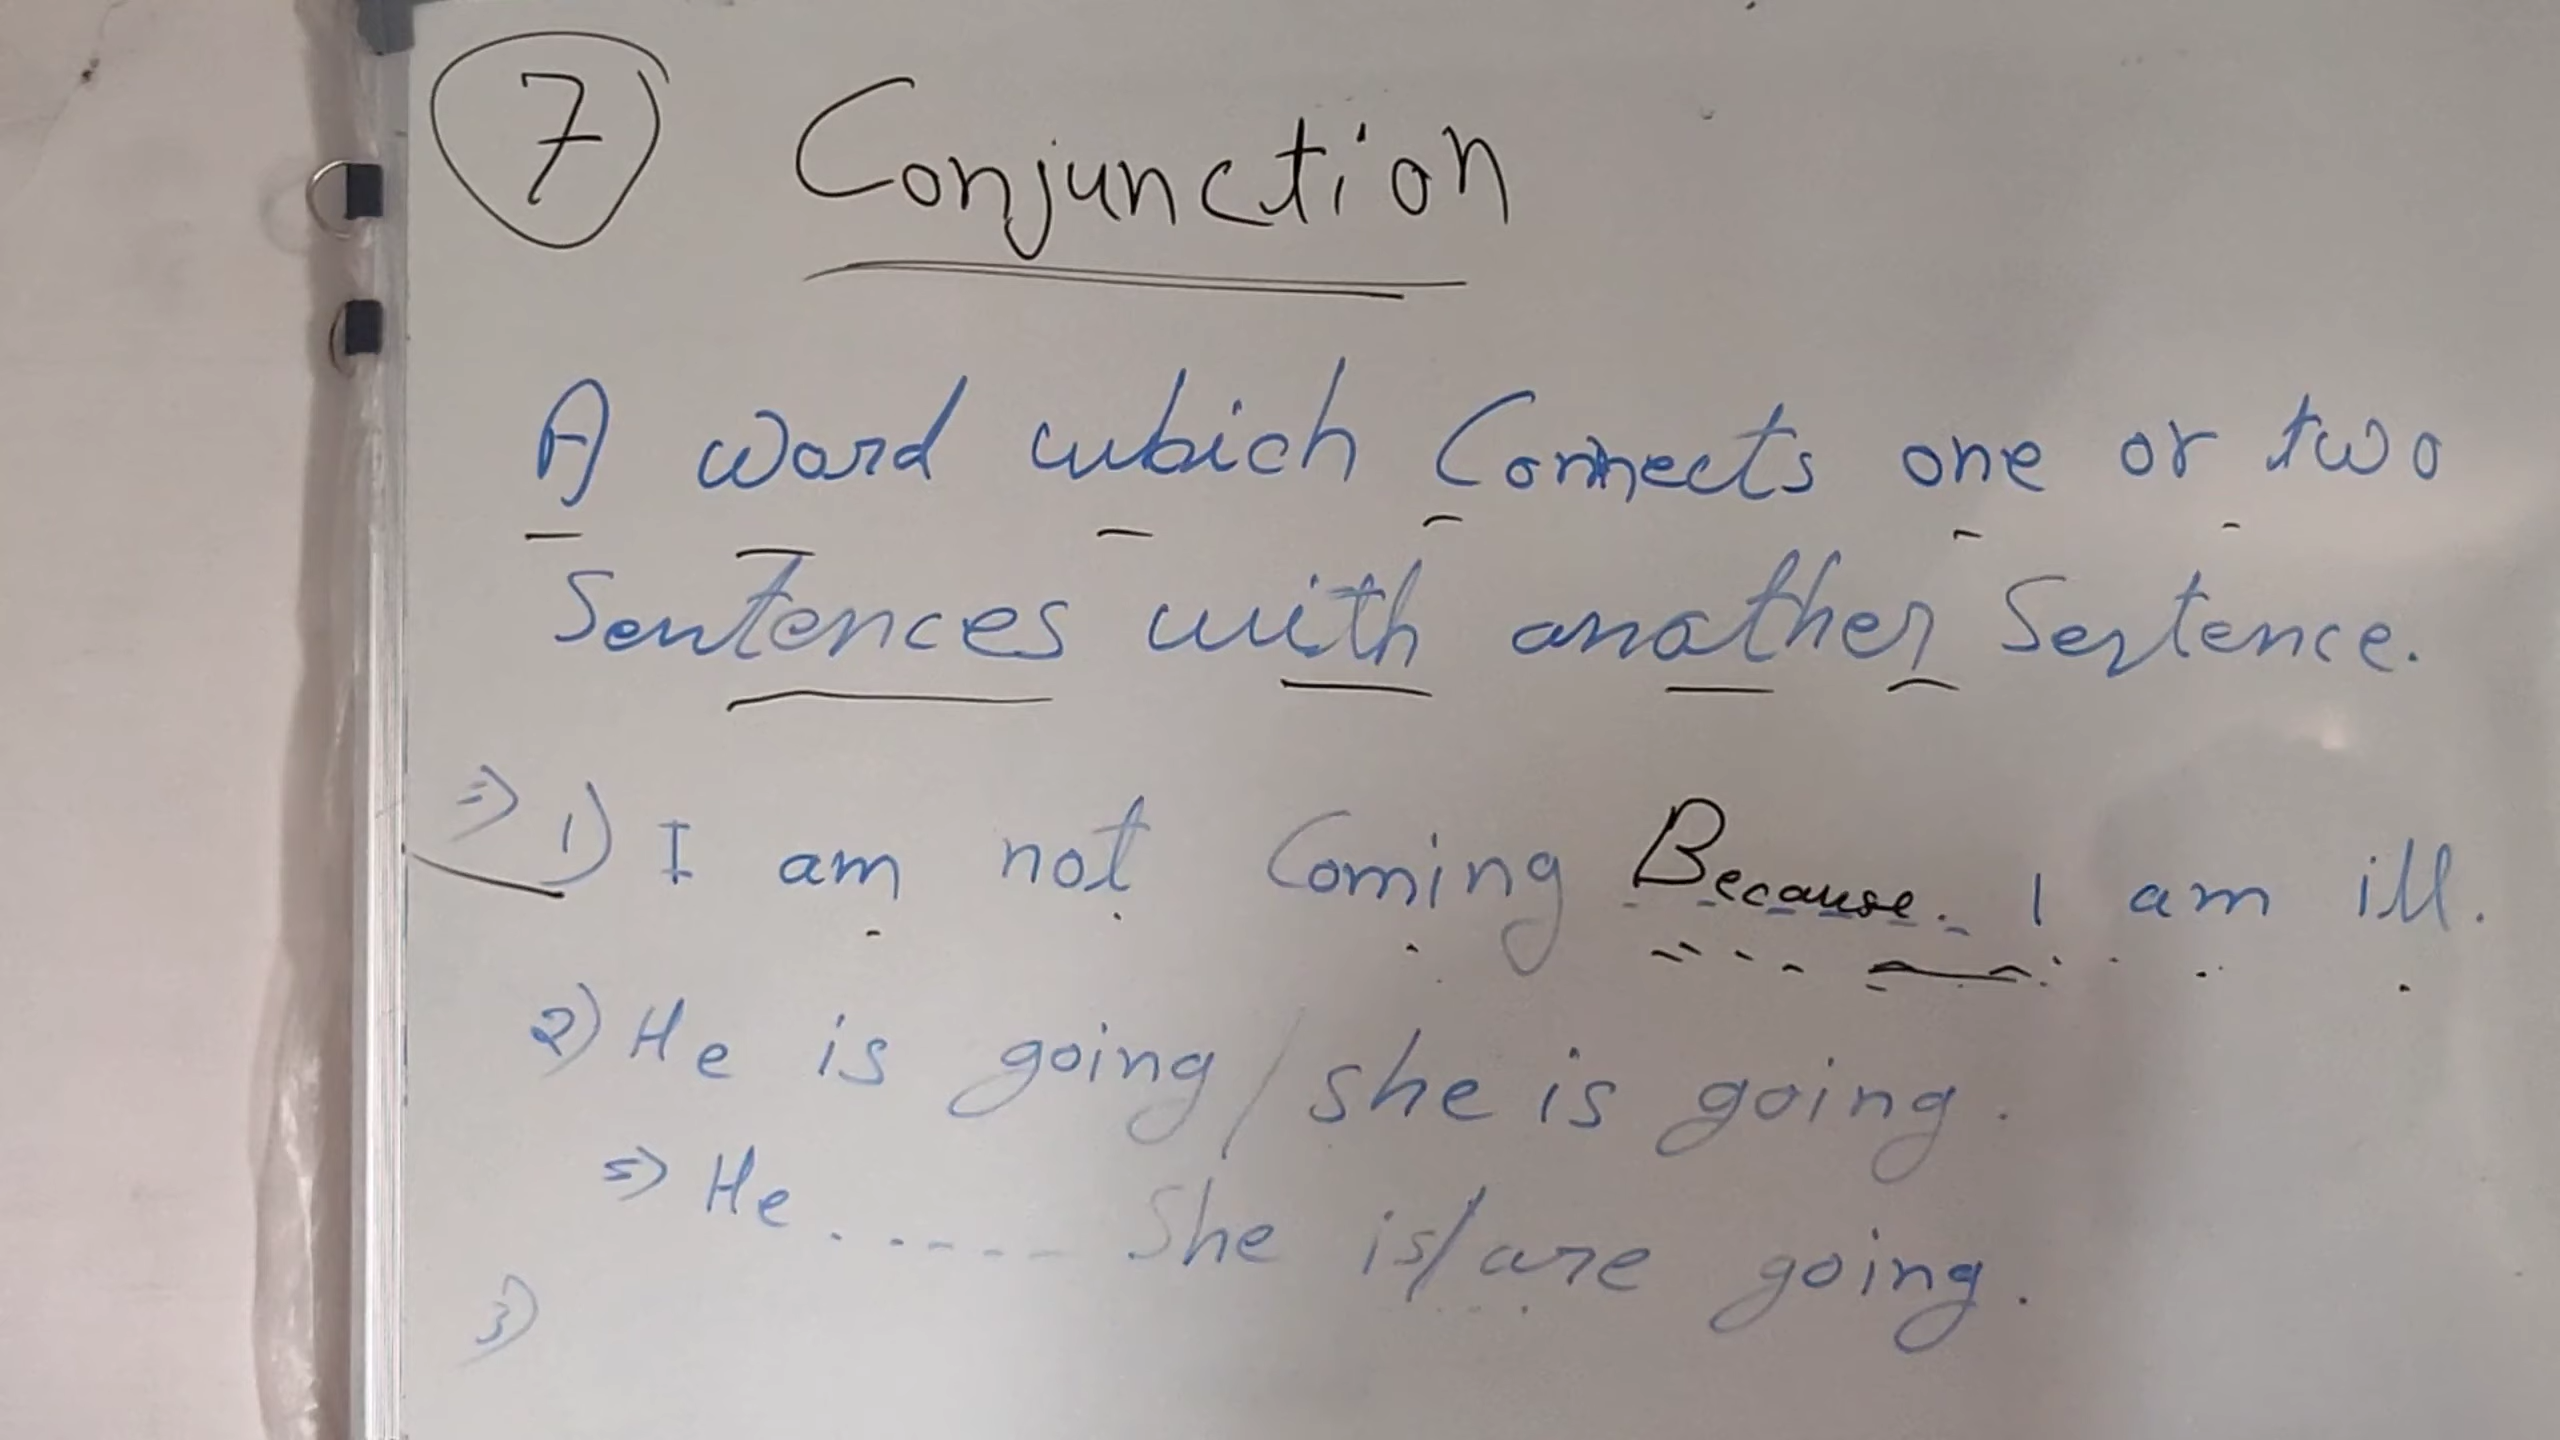 7 Conjunction
A word which Connects one or two
Sentences with another Sentence.
=> 1) I am not Coming Because. I am ill.
2) He is going / she is going.
=> He ------ She is/are going.
3)